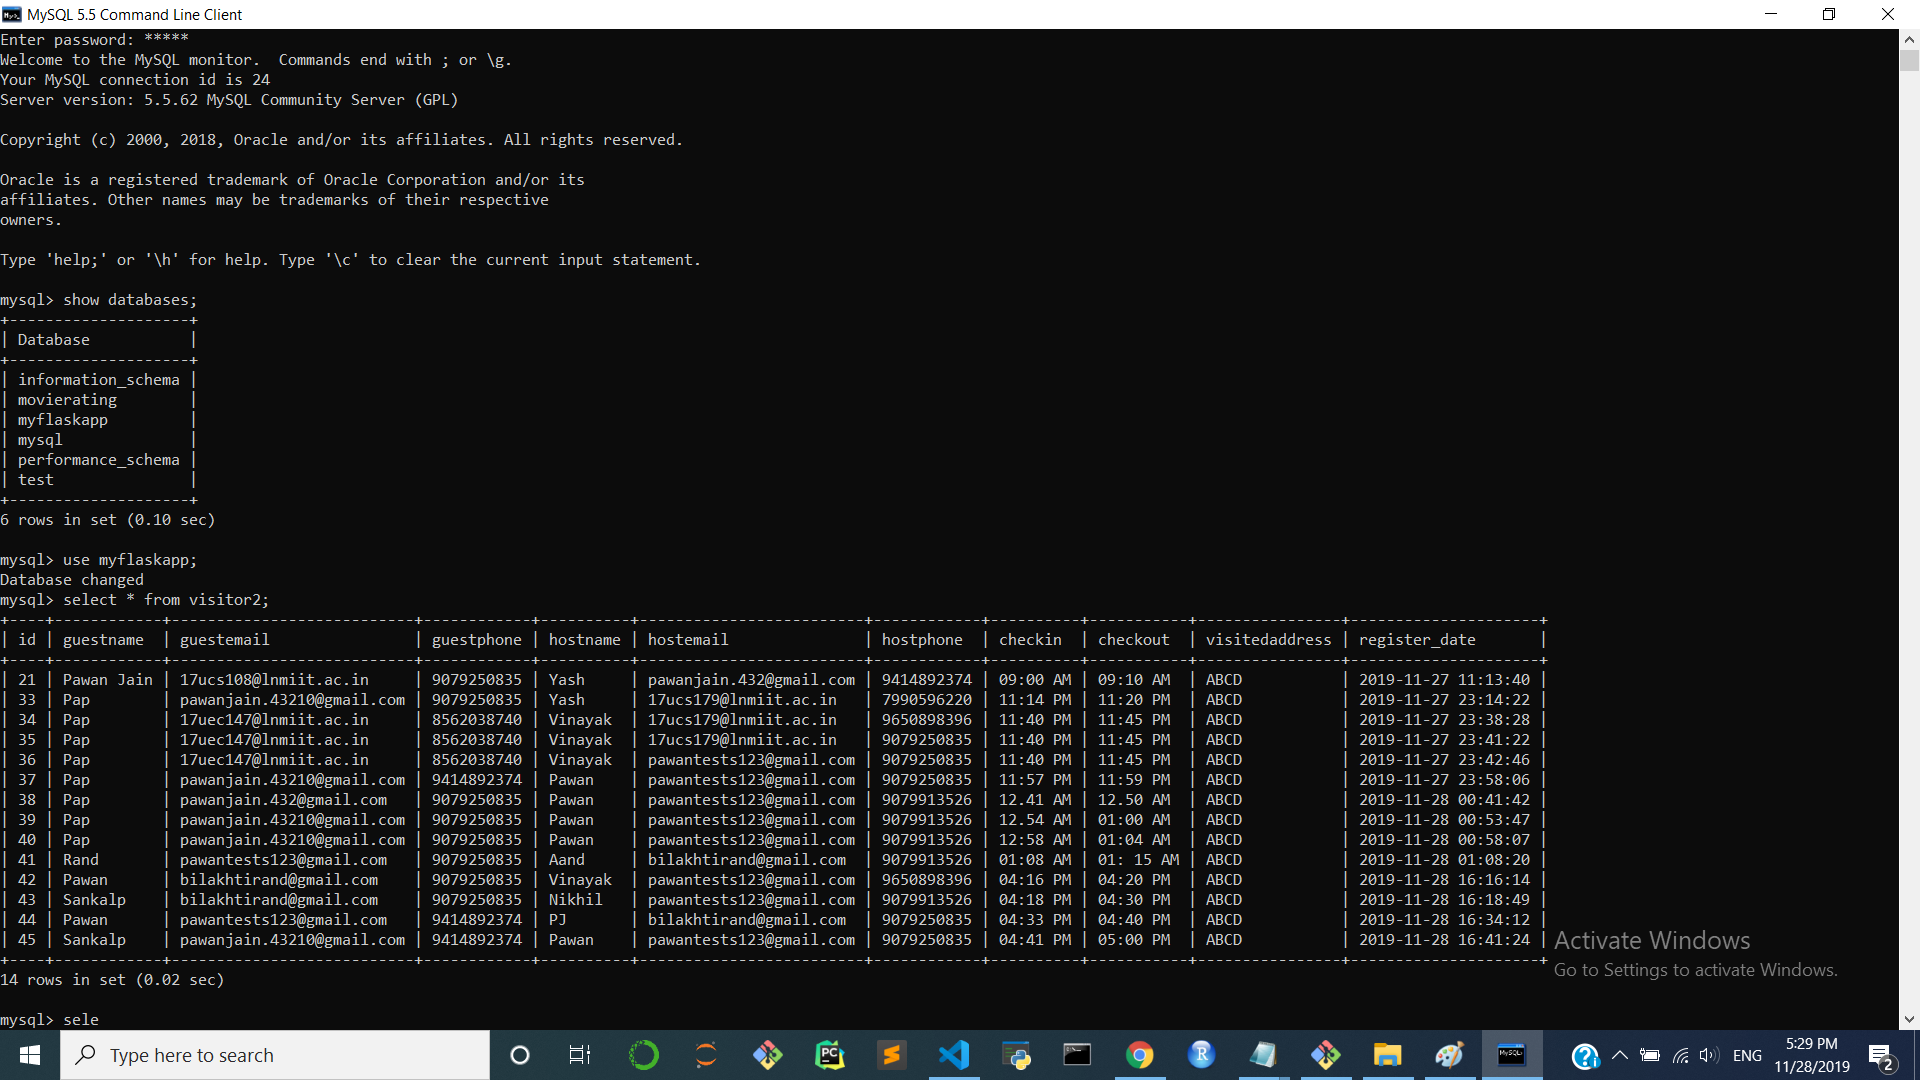 MySQL 5.5 Command Line Client
Enter password: *****
Welcome to the MySQL monitor.  Commands end with ; or \g.
Your MySQL connection id is 24
Server version: 5.5.62 MySQL Community Server (GPL)
Copyright (c) 2000, 2018, Oracle and/or its affiliates. All rights reserved.
Oracle is a registered trademark of Oracle Corporation and/or its
affiliates. Other names may be trademarks of their respective
owners.
Type 'help;' or '\h' for help. Type '\c' to clear the current input statement.
mysql> show databases;
+--------------------+
| Database           |
+--------------------+
| information_schema |
| movierating        |
| myflaskapp         |
| mysql              |
| performance_schema |
| test               |
+--------------------+
6 rows in set (0.10 sec)
mysql> use myflaskapp;
Database changed
mysql> select * from visitor2;
+----+------------+---------------------------+------------+----------+-------------------------+------------+----------+-----------+----------------+---------------------+
| id | guestname  | guestemail                | guestphone | hostname | hostemail               | hostphone  | checkin  | checkout  | visitedaddress | register_date       |
+----+------------+---------------------------+------------+----------+-------------------------+------------+----------+-----------+----------------+---------------------+
| 21 | Pawan Jain | 17ucs108@lnmiit.ac.in     | 9079250835 | Yash     | pawanjain.432@gmail.com | 9414892374 | 09:00 AM | 09:10 AM  | ABCD           | 2019-11-27 11:13:40 |
| 33 | Pap        | pawanjain.43210@gmail.com | 9079250835 | Yash     | 17ucs179@lnmiit.ac.in   | 7990596220 | 11:14 PM | 11:20 PM  | ABCD           | 2019-11-27 23:14:22 |
| 34 | Pap        | 17uec147@lnmiit.ac.in     | 8562038740 | Vinayak  | 17ucs179@lnmiit.ac.in   | 9650898396 | 11:40 PM | 11:45 PM  | ABCD           | 2019-11-27 23:38:28 |
| 35 | Pap        | 17uec147@lnmiit.ac.in     | 8562038740 | Vinayak  | 17ucs179@lnmiit.ac.in   | 9079250835 | 11:40 PM | 11:45 PM  | ABCD           | 2019-11-27 23:41:22 |
| 36 | Pap        | 17uec147@lnmiit.ac.in     | 8562038740 | Vinayak  | pawantests123@gmail.com | 9079250835 | 11:40 PM | 11:45 PM  | ABCD           | 2019-11-27 23:42:46 |
| 37 | Pap        | pawanjain.43210@gmail.com | 9414892374 | Pawan    | pawantests123@gmail.com | 9079250835 | 11:57 PM | 11:59 PM  | ABCD           | 2019-11-27 23:58:06 |
| 38 | Pap        | pawanjain.432@gmail.com   | 9079250835 | Pawan    | pawantests123@gmail.com | 9079913526 | 12.41 AM | 12.50 AM  | ABCD           | 2019-11-28 00:41:42 |
| 39 | Pap        | pawanjain.43210@gmail.com | 9079250835 | Pawan    | pawantests123@gmail.com | 9079913526 | 12.54 AM | 01:00 AM  | ABCD           | 2019-11-28 00:53:47 |
| 40 | Pap        | pawanjain.43210@gmail.com | 9079250835 | Pawan    | pawantests123@gmail.com | 9079913526 | 12:58 AM | 01:04 AM  | ABCD           | 2019-11-28 00:58:07 |
| 41 | Rand       | pawantests123@gmail.com   | 9079250835 | Aand     | bilakhtirand@gmail.com  | 9079913526 | 01:08 AM | 01: 15 AM | ABCD           | 2019-11-28 01:08:20 |
| 42 | Pawan      | bilakhtirand@gmail.com    | 9079250835 | Vinayak  | pawantests123@gmail.com | 9650898396 | 04:16 PM | 04:20 PM  | ABCD           | 2019-11-28 16:16:14 |
| 43 | Sankalp    | bilakhtirand@gmail.com    | 9079250835 | Nikhil   | pawantests123@gmail.com | 9079913526 | 04:18 PM | 04:30 PM  | ABCD           | 2019-11-28 16:18:49 |
| 44 | Pawan      | pawantests123@gmail.com   | 9414892374 | PJ       | bilakhtirand@gmail.com  | 9079250835 | 04:33 PM | 04:40 PM  | ABCD           | 2019-11-28 16:34:12 |
| 45 | Sankalp    | pawanjain.43210@gmail.com | 9414892374 | Pawan    | pawantests123@gmail.com | 9079250835 | 04:41 PM | 05:00 PM  | ABCD           | 2019-11-28 16:41:24 |
+----+------------+---------------------------+------------+----------+-------------------------+------------+----------+-----------+----------------+---------------------+
Activate Windows
Go to Settings to activate Windows.
14 rows in set (0.02 sec)
mysql> sele
Type here to search
PC
R
MySQL
ENG
5:29 PM
11/28/2019
2